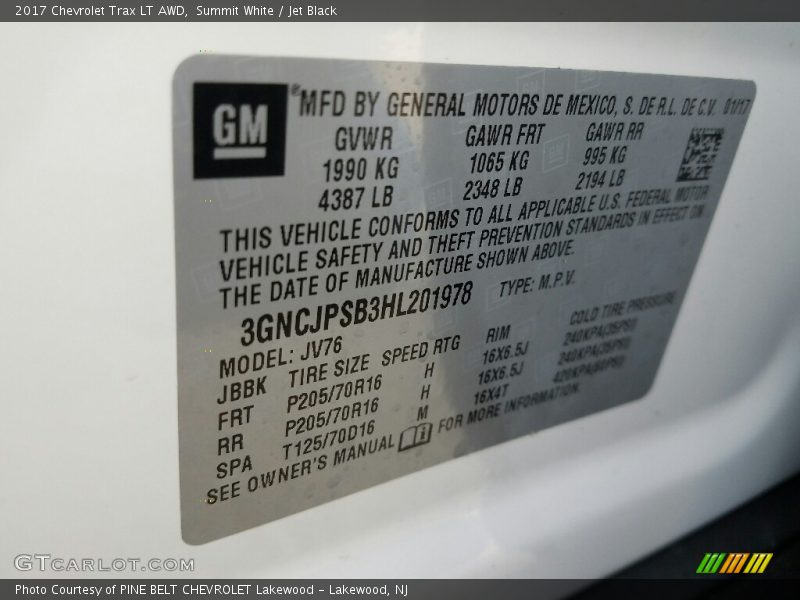 2017 Chevrolet Trax LT AWD,  Summit White / Jet Black
GM ® MFD BY GENERAL MOTORS DE MEXICO, S. DE R.L. DE C.V. 01/17
GVWR GAWR FRT GAWR RR
1990 KG 1065 KG 995 KG
4387 LB 2348 LB 2194 LB
THIS VEHICLE CONFORMS TO ALL APPLICABLE U.S. FEDERAL MOTOR
VEHICLE SAFETY AND THEFT PREVENTION STANDARDS IN EFFECT ON
THE DATE OF MANUFACTURE SHOWN ABOVE.
3GNCJPSB3HL201978 TYPE: M.P.V.
MODEL: JV76
JBBK TIRE SIZE SPEED RTG RIM COLD TIRE PRESSURE
FRT P205/70R16 H 16X6.5J 240KPA(35PSI)
RR P205/70R16 H 16X6.5J 240KPA(35PSI)
SPA T125/70D16 M 16X4T 420KPA(60PSI)
SEE OWNER'S MANUAL FOR MORE INFORMATION.
GTCARLOT.COM
Photo Courtesy of PINE BELT CHEVROLET Lakewood - Lakewood, NJ